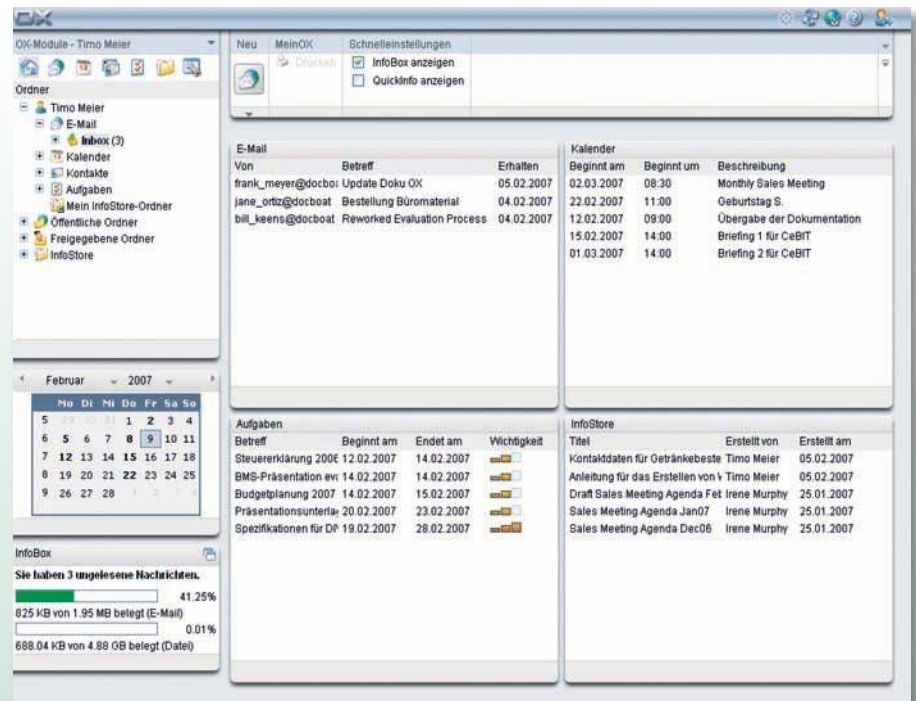 OX
OX-Module - Timo Meier
Ordner
Timo Meier
E-Mail
Inbox (3)
Kalender
Kontakte
Aufgaben
Mein InfoStore-Ordner
Öffentliche Ordner
Freigegebene Ordner
InfoStore
Neu MeinOX Schnelleinstellungen
Drucken InfoBox anzeigen
QuickInfo anzeigen
E-Mail
Von Betreff Erhalten
frank_meyer@docboa Update Doku OX 05.02.2007
jane_ortiz@docboat Bestellung Büromaterial 04.02.2007
bill_keens@docboat Reworked Evaluation Process 04.02.2007
Kalender
Beginnt am Beginnt um Beschreibung
02.03.2007 08:30 Monthly Sales Meeting
22.02.2007 11:00 Geburtstag S.
12.02.2007 09:00 Übergabe der Dokumentation
15.02.2007 14:00 Briefing 1 für CeBIT
01.03.2007 14:00 Briefing 2 für CeBIT
Februar 2007
Mo Di Mi Do Fr Sa So
5 29 30 31 1 2 3 4
6 5 6 7 8 9 10 11
7 12 13 14 15 16 17 18
8 19 20 21 22 23 24 25
9 26 27 28 1 2 3 4
Aufgaben
Betreff Beginnt am Endet am Wichtigkeit
Steuererklärung 2006 12.02.2007 14.02.2007
BMS-Präsentation eva 14.02.2007 14.02.2007
Budgetplanung 2007 14.02.2007 15.02.2007
Präsentationsunterlag 20.02.2007 23.02.2007
Spezifikationen für DI 19.02.2007 28.02.2007
InfoStore
Titel Erstellt von Erstellt am
Kontaktdaten für Getränkebeste Timo Meier 05.02.2007
Anleitung für das Erstellen von Timo Meier 05.02.2007
Draft Sales Meeting Agenda Feb Irene Murphy 25.01.2007
Sales Meeting Agenda Jan07 Irene Murphy 25.01.2007
Sales Meeting Agenda Dec06 Irene Murphy 25.01.2007
InfoBox
Sie haben 3 ungelesene Nachrichten.
41.25%
825 KB von 1.95 MB belegt (E-Mail)
0.01%
688.04 KB von 4.88 GB belegt (Datei)